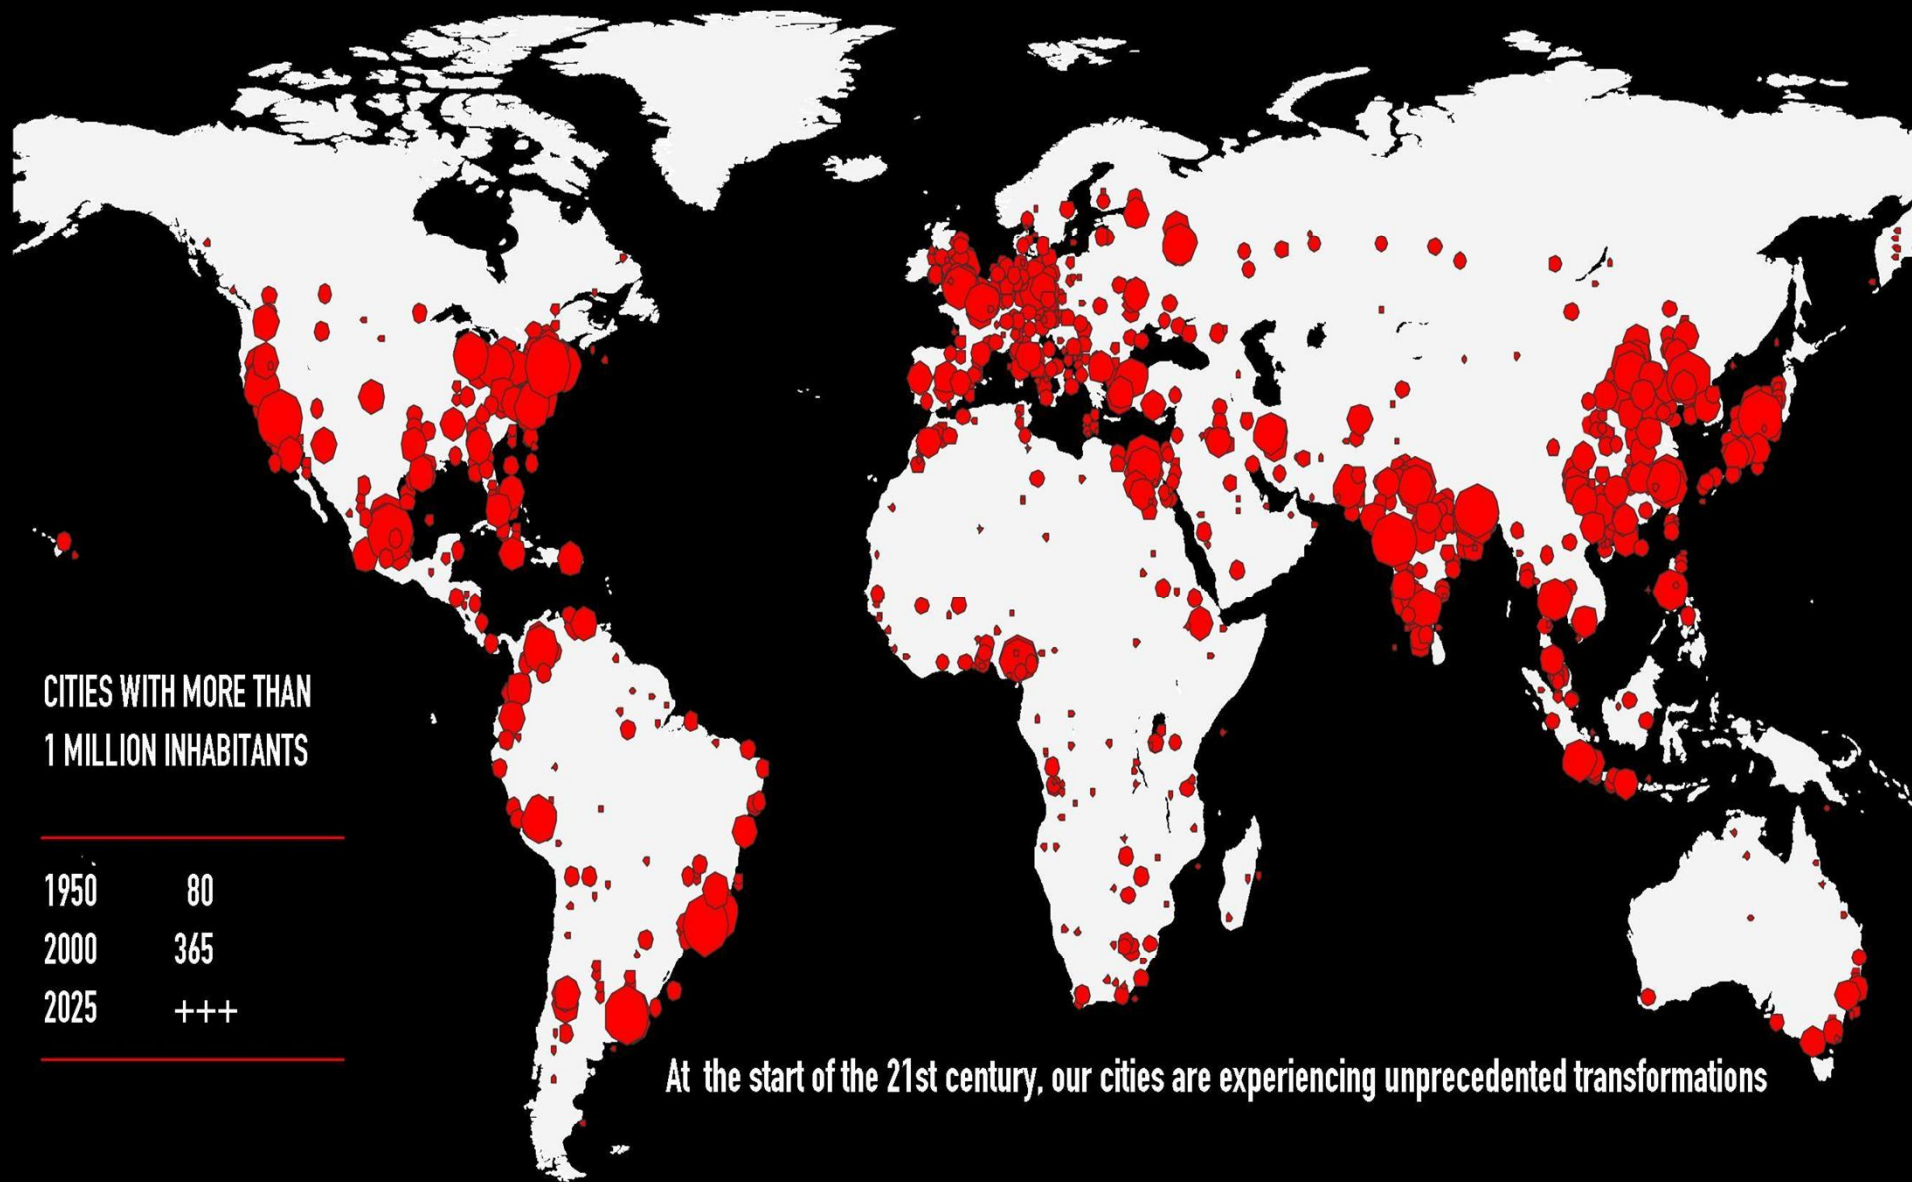 CITIES WITH MORE THAN
1 MILLION INHABITANTS
1950 80
2000 365
2025 +++
At the start of the 21st century, our cities are experiencing unprecedented transformations